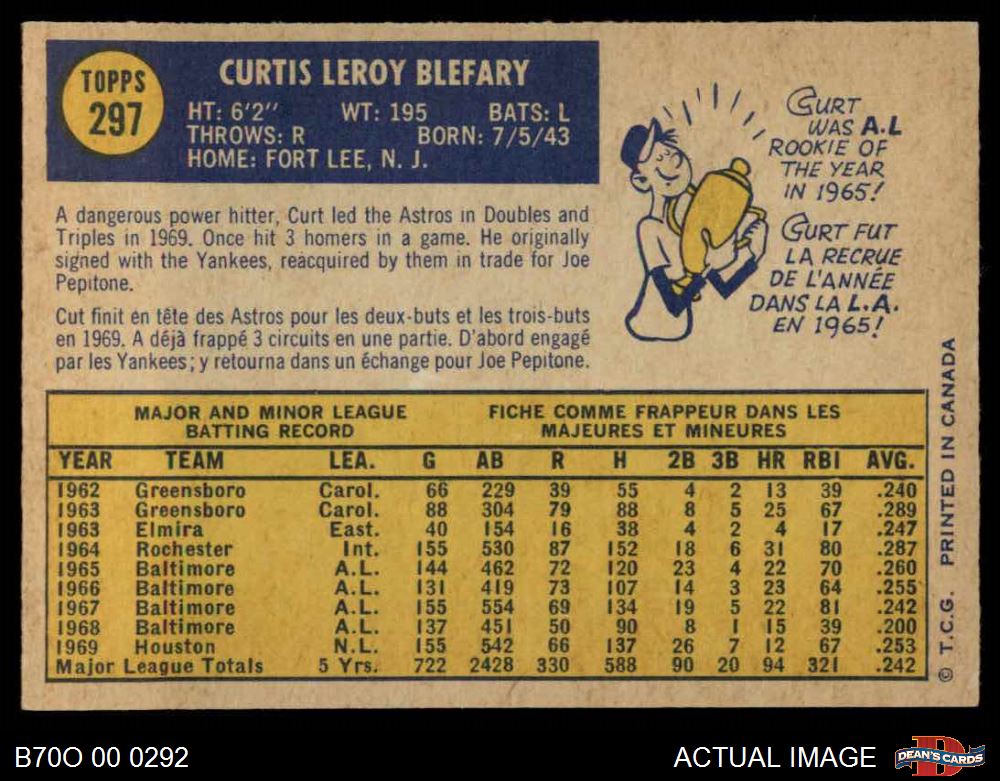 TOPPS
297
CURTIS LEROY BLEFARY
HT: 6'2" WT: 195 BATS: L
THROWS: R BORN: 7/5/43
HOME: FORT LEE, N. J.
A dangerous power hitter, Curt led the Astros in Doubles and
Triples in 1969. Once hit 3 homers in a game. He originally
signed with the Yankees, reacquired by them in trade for Joe
Pepitone.
Cut finit en tête des Astros pour les deux-buts et les trois-buts
en 1969. A déjà frappé 3 circuits en une partie. D'abord engagé
par les Yankees; y retourna dans un échange pour Joe Pepitone.
CURT
WAS A.L
ROOKIE OF
THE YEAR
IN 1965!
CURT FUT
LA RECRUE
DE L'ANNÉE
DANS LA L.A.
EN 1965!
MAJOR AND MINOR LEAGUE
BATTING RECORD
FICHE COMME FRAPPEUR DANS LES
MAJEURES ET MINEURES
YEAR TEAM LEA. G AB R H 2B 3B HR RBI AVG.
1962 Greensboro Carol. 66 229 39 55 4 2 13 39 .240
1963 Greensboro Carol. 88 304 79 88 8 5 25 67 .289
1963 Elmira East. 40 154 16 38 4 2 4 17 .247
1964 Rochester Int. 155 530 87 152 18 6 31 80 .287
1965 Baltimore A.L. 144 462 72 120 23 4 22 70 .260
1966 Baltimore A.L. 131 419 73 107 14 3 23 64 .255
1967 Baltimore A.L. 155 554 69 134 19 5 22 81 .242
1968 Baltimore A.L. 137 451 50 90 8 1 15 39 .200
1969 Houston N.L. 155 542 66 137 26 7 12 67 .253
Major League Totals 5 Yrs. 722 2428 330 588 90 20 94 321 .242
© T.C.G. PRINTED IN CANADA
B70O 00 0292
ACTUAL IMAGE
DEAN'S CARDS